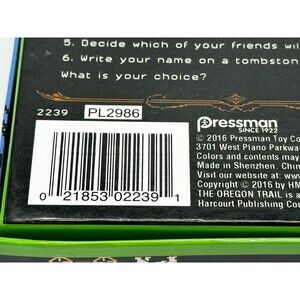 5. Decide which of your friends wil
6. Write your name on a tombston
What is your choice?
2239 PL2986
Pressman
SINCE 1922
© 2016 Pressman Toy Co
3701 West Plano Parkway
Colors and contents may
Made in Shenzhen, Chin
Visit our website at: www
Copyright © 2016 by HM
THE OREGON TRAIL is a
Harcourt Publishing Com
0 21853 02239 1